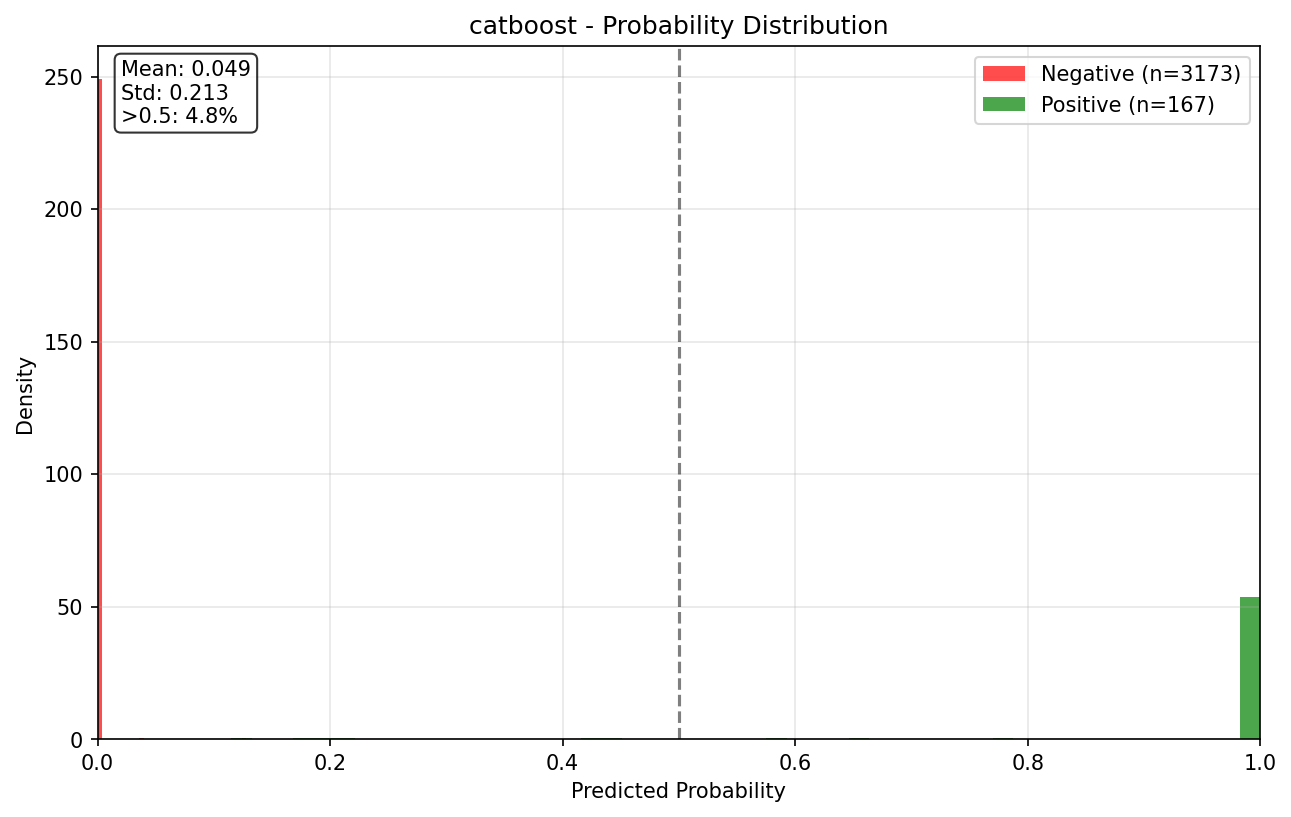 catboost - Probability Distribution
Mean: 0.049
Std: 0.213
>0.5: 4.8%
Negative (n=3173)
Positive (n=167)
250
200
150
100
50
0
Density
0.0 0.2 0.4 0.6 0.8 1.0
Predicted Probability